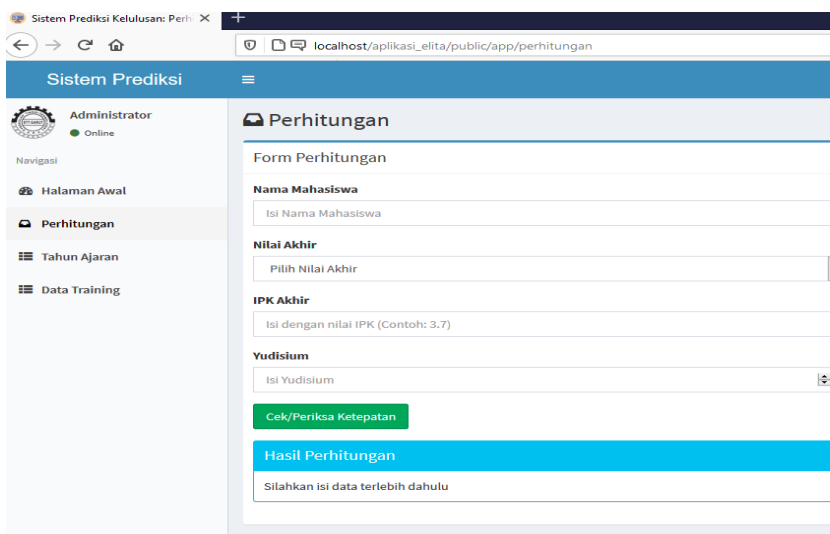 Sistem Prediksi Kelulusan: Perh
localhost/aplikasi_elita/public/app/perhitungan
Sistem Prediksi
Administrator
Online
Navigasi
Halaman Awal
Perhitungan
Tahun Ajaran
Data Training
Perhitungan
Form Perhitungan
Nama Mahasiswa
Isi Nama Mahasiswa
Nilai Akhir
Pilih Nilai Akhir
IPK Akhir
Isi dengan nilai IPK (Contoh: 3.7)
Yudisium
Isi Yudisium
Cek/Periksa Ketepatan
Hasil Perhitungan
Silahkan isi data terlebih dahulu